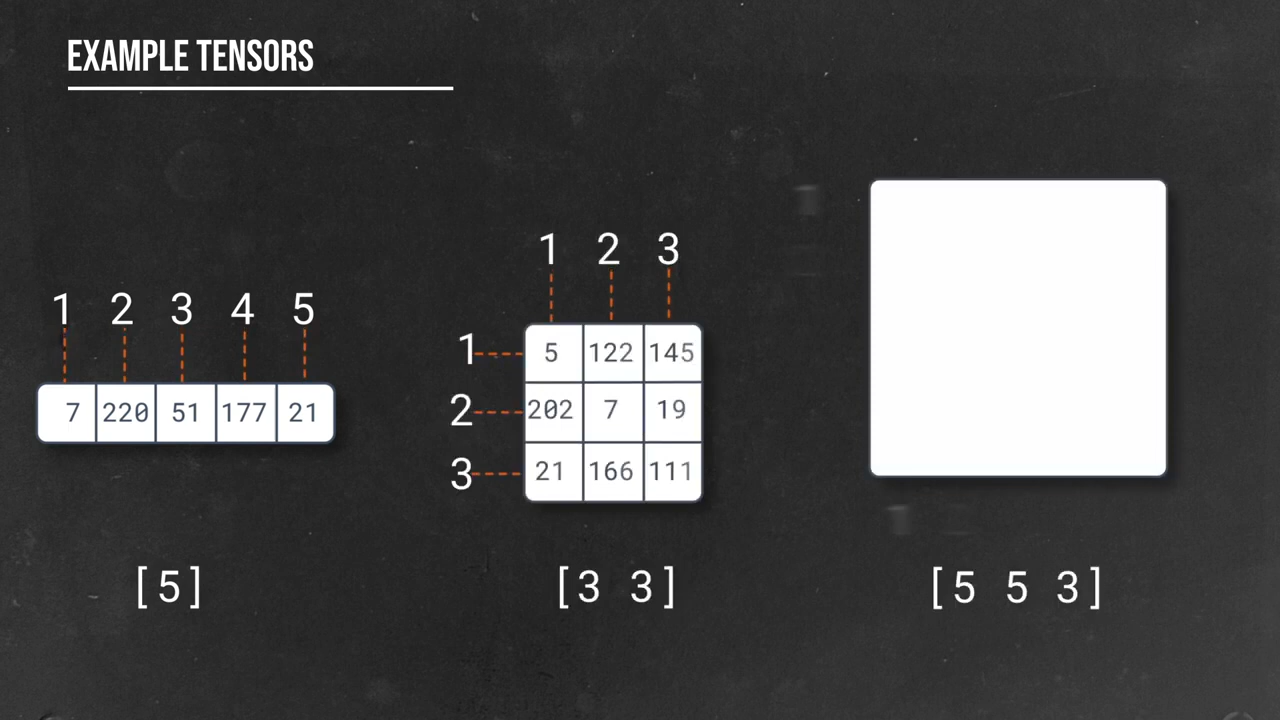 EXAMPLE TENSORS
1 2 3 4 5
7 220 51 177 21
[5]
1 2 3
1 5 122 145
2 202 7 19
3 21 166 111
[3 3]
[5 5 3]